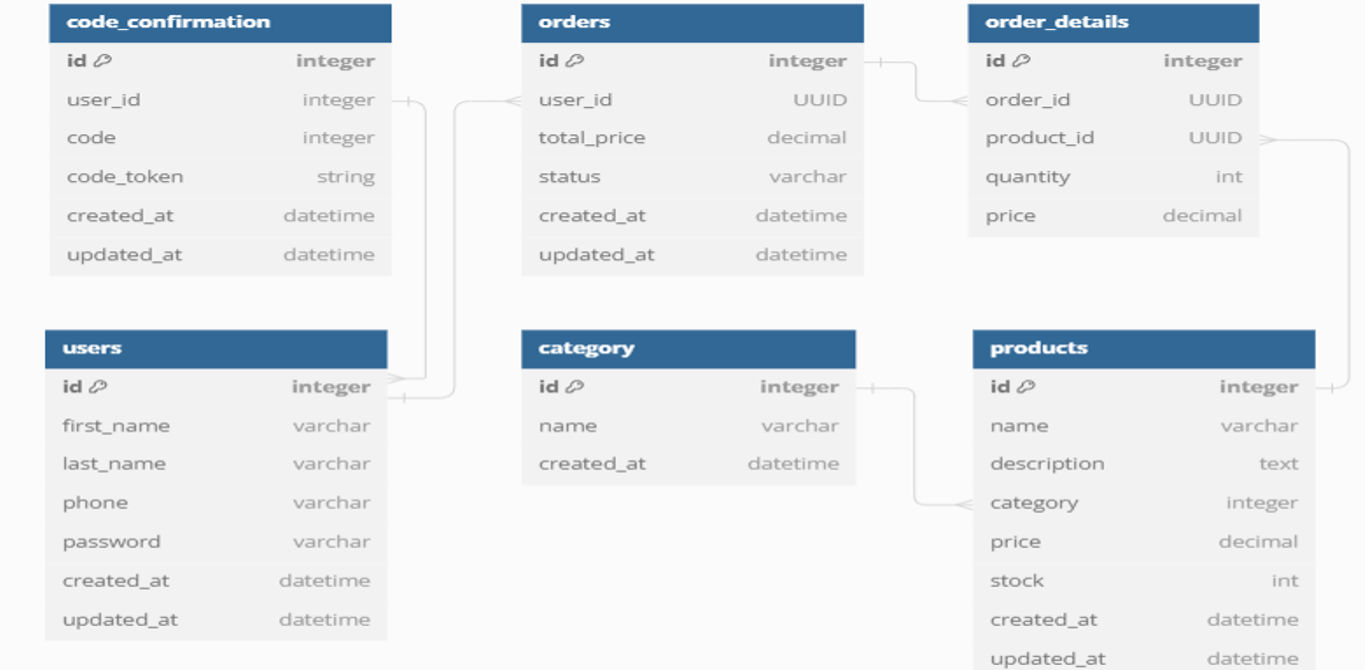 code_confirmation
id integer
user_id integer
code integer
code_token string
created_at datetime
updated_at datetime
orders
id integer
user_id UUID
total_price decimal
status varchar
created_at datetime
updated_at datetime
order_details
id integer
order_id UUID
product_id UUID
quantity int
price decimal
users
id integer
first_name varchar
last_name varchar
phone varchar
password varchar
created_at datetime
updated_at datetime
category
id integer
name varchar
created_at datetime
products
id integer
name varchar
description text
category integer
price decimal
stock int
created_at datetime
updated_at datetime